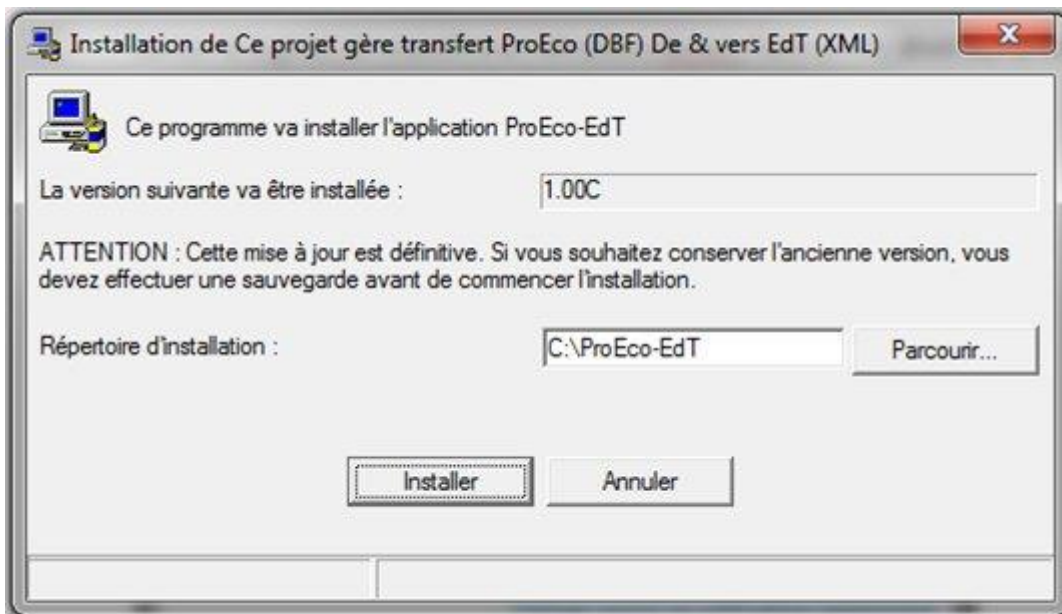 Installation de Ce projet gère transfert ProEco (DBF) De & vers EdT (XML)
Ce programme va installer l'application ProEco-EdT
La version suivante va être installée :
1.00C
ATTENTION : Cette mise à jour est définitive. Si vous souhaitez conserver l'ancienne version, vous
devez effectuer une sauvegarde avant de commencer l'installation.
Répertoire d'installation :
C:\ProEco-EdT
Parcourir...
Installer
Annuler